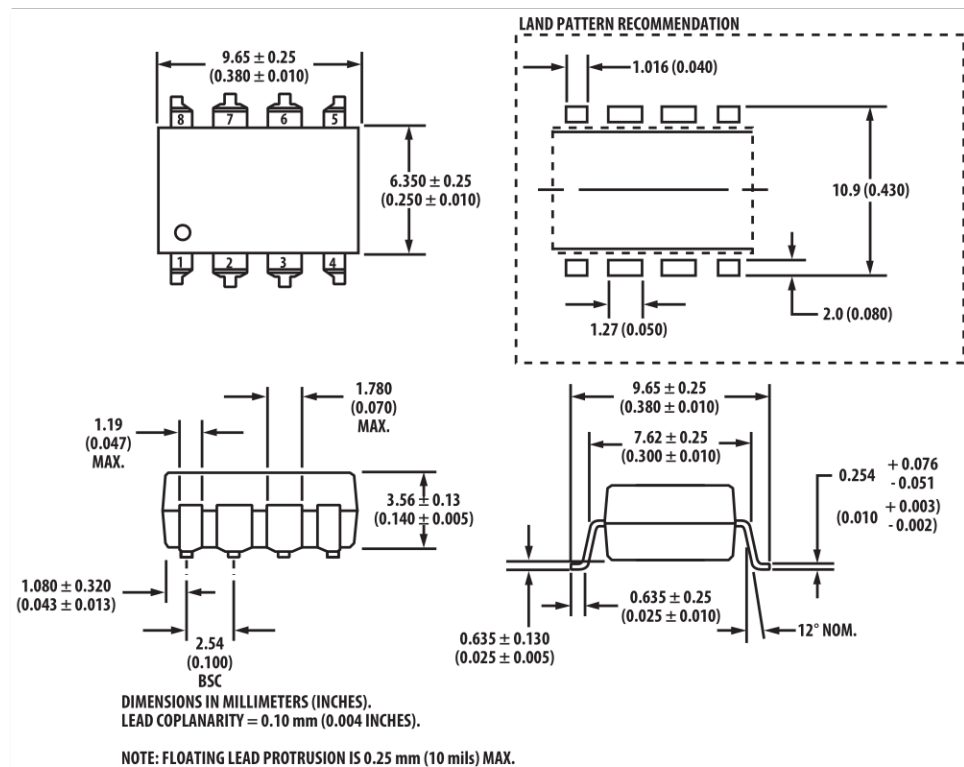 LAND PATTERN RECOMMENDATION
9.65 ± 0.25
(0.380 ± 0.010)
8 7 6 5
6.350 ± 0.25
(0.250 ± 0.010)
1 2 3 4
1.016 (0.040)
10.9 (0.430)
1.27 (0.050)
2.0 (0.080)
1.19
(0.047)
MAX.
1.780
(0.070)
MAX.
3.56 ± 0.13
(0.140 ± 0.005)
1.080 ± 0.320
(0.043 ± 0.013)
2.54
(0.100)
BSC
9.65 ± 0.25
(0.380 ± 0.010)
7.62 ± 0.25
(0.300 ± 0.010)
0.254 + 0.076
- 0.051
(0.010 + 0.003)
- 0.002)
0.635 ± 0.25
(0.025 ± 0.010)
0.635 ± 0.130
(0.025 ± 0.005)
12° NOM.
DIMENSIONS IN MILLIMETERS (INCHES).
LEAD COPLANARITY = 0.10 mm (0.004 INCHES).
NOTE: FLOATING LEAD PROTRUSION IS 0.25 mm (10 mils) MAX.